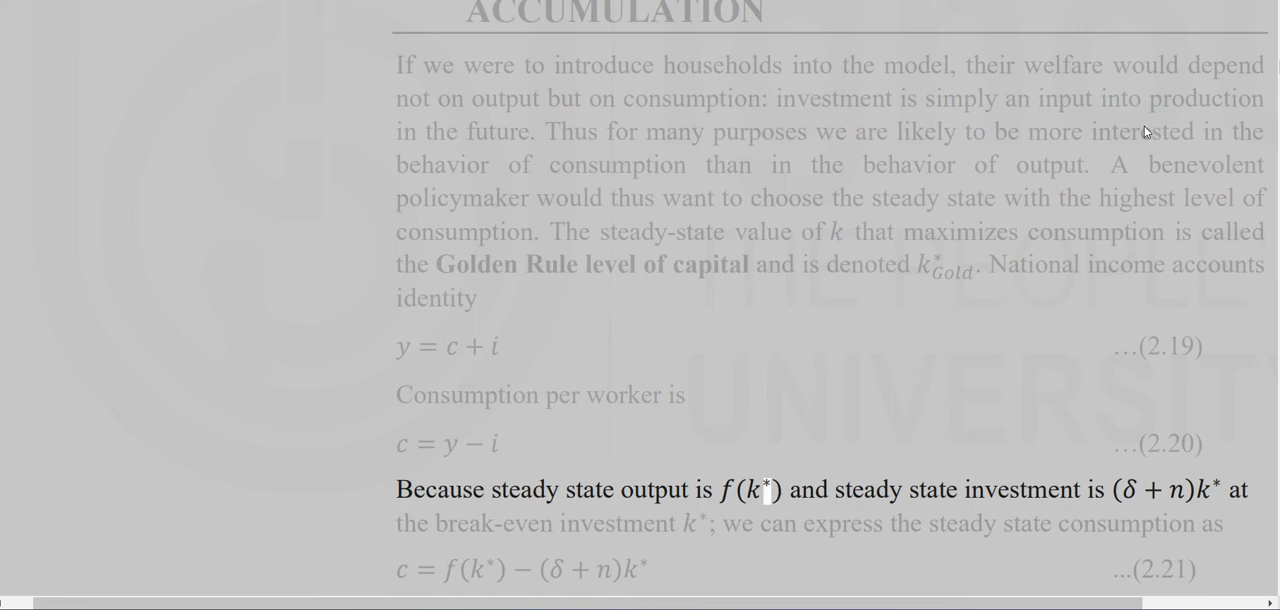 ACCUMULATION
If we were to introduce households into the model, their welfare would depend
not on output but on consumption: investment is simply an input into production
in the future. Thus for many purposes we are likely to be more interested in the
behavior of consumption than in the behavior of output. A benevolent
policymaker would thus want to choose the steady state with the highest level of
consumption. The steady-state value of k that maximizes consumption is called
the Golden Rule level of capital and is denoted k*_Gold. National income accounts
identity
y = c + i ...(2.19)
Consumption per worker is
c = y − i ...(2.20)
Because steady state output is f(k*) and steady state investment is (δ + n)k* at
the break-even investment k*; we can express the steady state consumption as
c = f(k*) − (δ + n)k* ...(2.21)
THE PEOPLE
UNIVERSIT